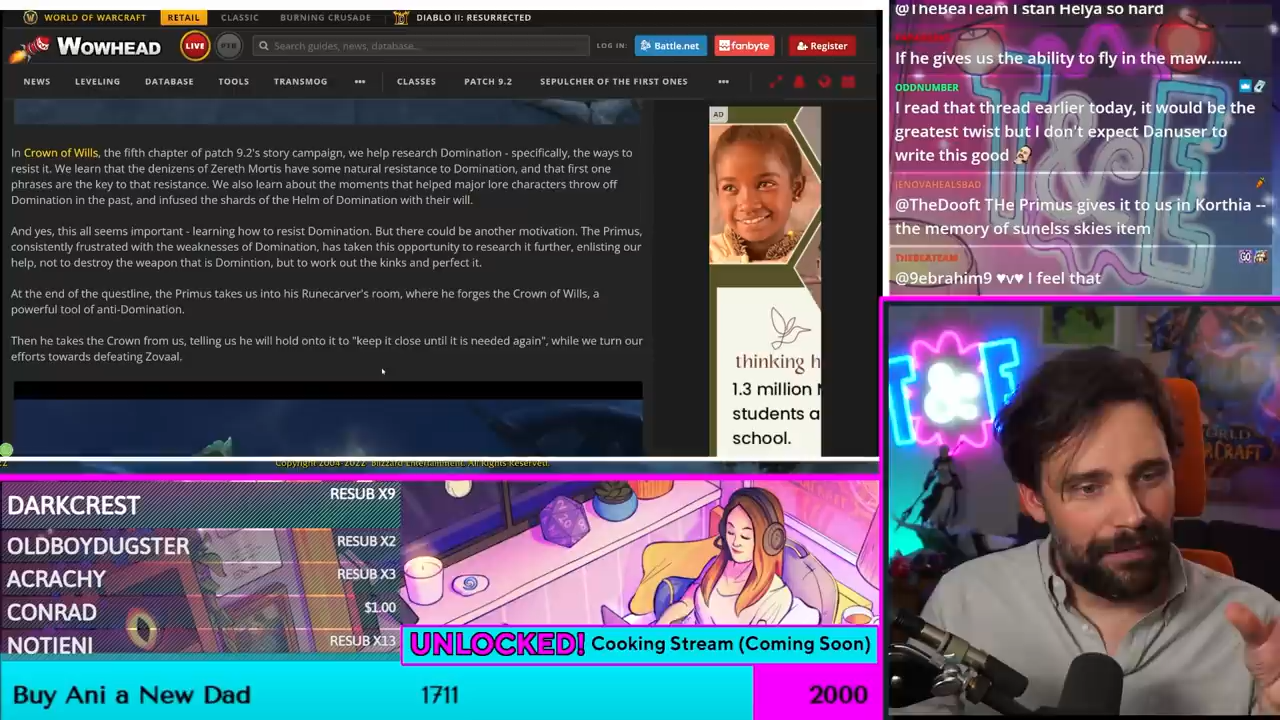 WORLD OF WARCRAFT RETAIL CLASSIC BURNING CRUSADE DIABLO II: RESURRECTED
WOWHEAD LIVE PTR Search guides, news, database... LOG IN: Battle.net fanbyte Register
NEWS LEVELING DATABASE TOOLS TRANSMOG ••• CLASSES PATCH 9.2 SEPULCHER OF THE FIRST ONES •••
In Crown of Wills, the fifth chapter of patch 9.2's story campaign, we help research Domination - specifically, the ways to
resist it. We learn that the denizens of Zereth Mortis have some natural resistance to Domination, and that first one
phrases are the key to that resistance. We also learn about the moments that helped major lore characters throw off
Domination in the past, and infused the shards of the Helm of Domination with their will.
And yes, this all seems important - learning how to resist Domination. But there could be another motivation. The Primus,
consistently frustrated with the weaknesses of Domination, has taken this opportunity to research it further, enlisting our
help, not to destroy the weapon that is Domintion, but to work out the kinks and perfect it.
At the end of the questline, the Primus takes us into his Runecarver's room, where he forges the Crown of Wills, a
powerful tool of anti-Domination.
Then he takes the Crown from us, telling us he will hold onto it to "keep it close until it is needed again", while we turn our
efforts towards defeating Zovaal.
AD
thinking h
1.3 million
students a
school.
Copyright 2004-2022 Blizzard Entertainment. All Rights Reserved.
@TheBeaTeam I stan Helya so hard
If he gives us the ability to fly in the maw........
ODDNUMBER
I read that thread earlier today, it would be the
greatest twist but I don't expect Danuser to
write this good
JENOVAHEALSBAD
@TheDooft THe Primus gives it to us in Korthia --
the memory of sunelss skies item
THEBEATEAM
@9ebrahim9 ♥v♥ I feel that
DARKCREST RESUB X9
OLDBOYDUGSTER RESUB X2
ACRACHY RESUB X3
CONRAD $1.00
NOTIENI RESUB X13
UNLOCKED! Cooking Stream (Coming Soon)
Buy Ani a New Dad 1711 2000